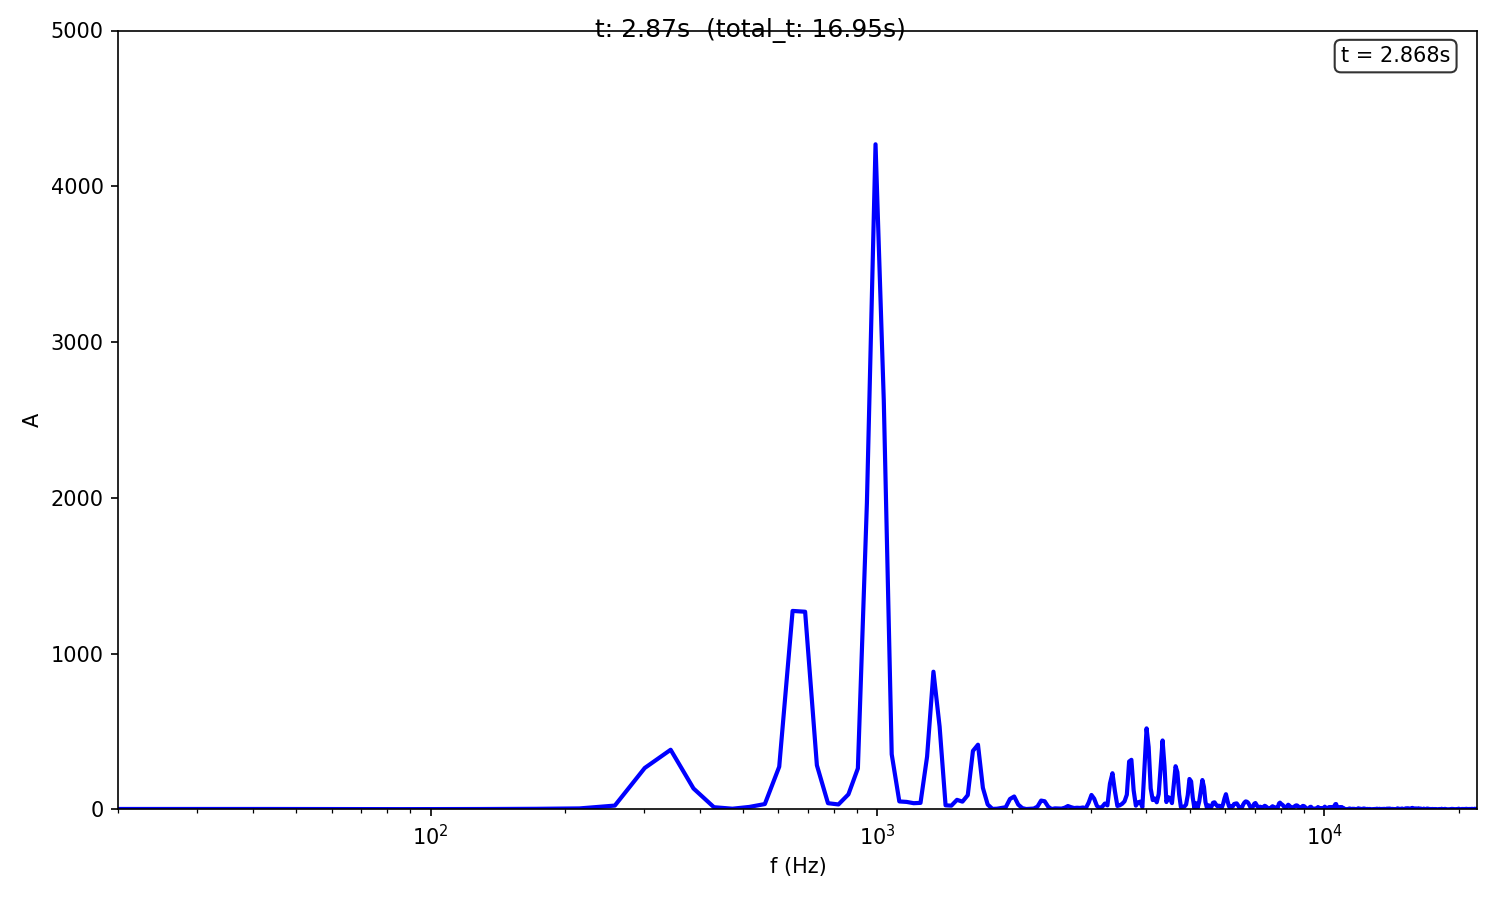 t: 2.87s  (total_t: 16.95s)
t = 2.868s
5000
4000
3000
2000
1000
0
A
10²
10³
10⁴
f (Hz)